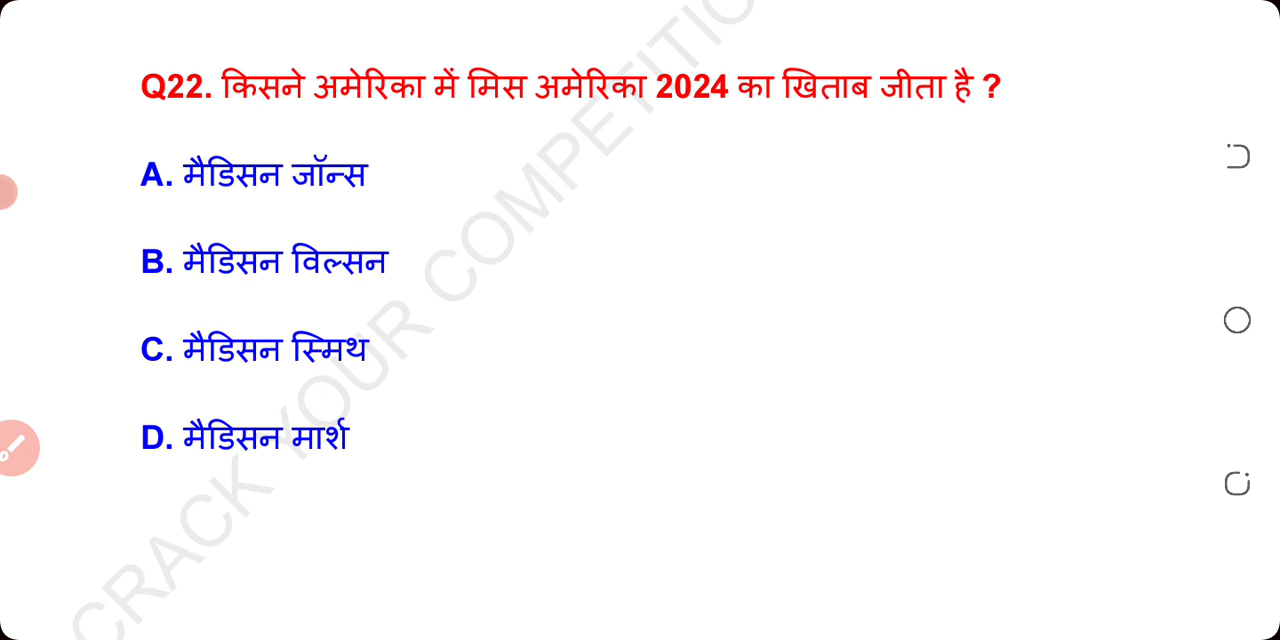 Q22. किसने अमेरिका में मिस अमेरिका 2024 का खिताब जीता है ?
A. मैडिसन जॉन्स
B. मैडिसन विल्सन
C. मैडिसन स्मिथ
D. मैडिसन मार्श
CRACK YOUR COMPETITIO